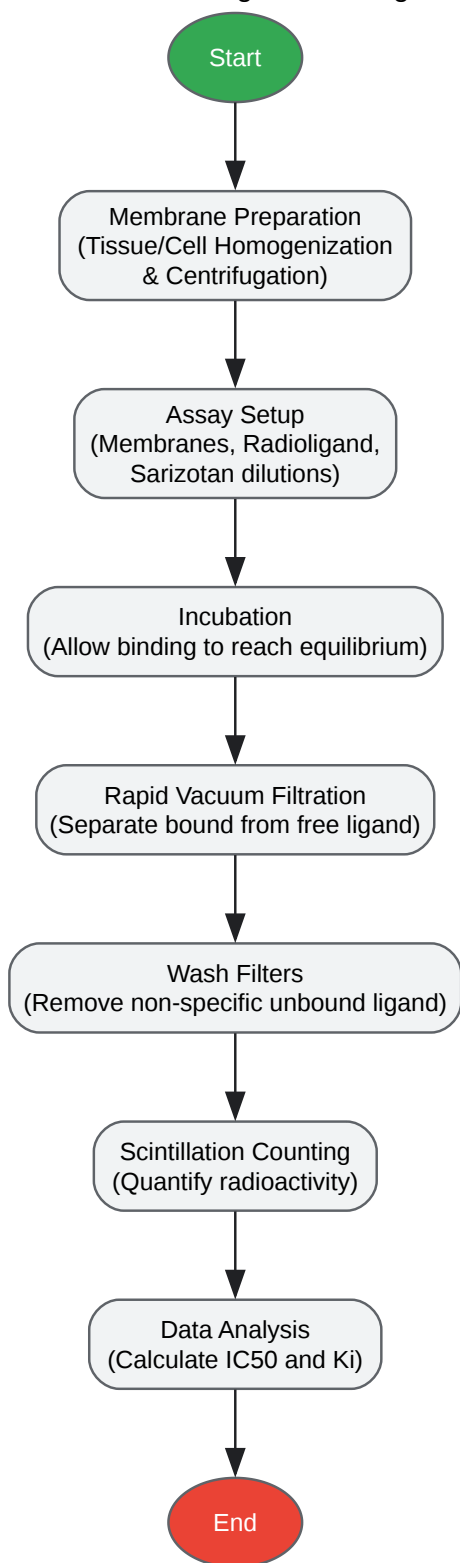 Start
Membrane Preparation
(Tissue/Cell Homogenization
& Centrifugation)
Assay Setup
(Membranes, Radioligand,
Sarizotan dilutions)
Incubation
(Allow binding to reach equilibrium)
Rapid Vacuum Filtration
(Separate bound from free ligand)
Wash Filters
(Remove non-specific unbound ligand)
Scintillation Counting
(Quantify radioactivity)
Data Analysis
(Calculate IC50 and Ki)
End